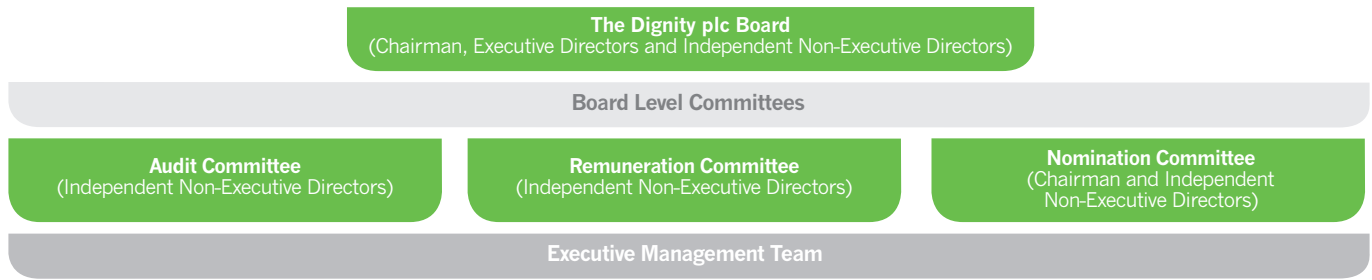 The Dignity plc Board
(Chairman, Executive Directors and Independent Non-Executive Directors)
Board Level Committees
Audit Committee
(Independent Non-Executive Directors)
Remuneration Committee
(Independent Non-Executive Directors)
Nomination Committee
(Chairman and Independent
Non-Executive Directors)
Executive Management Team